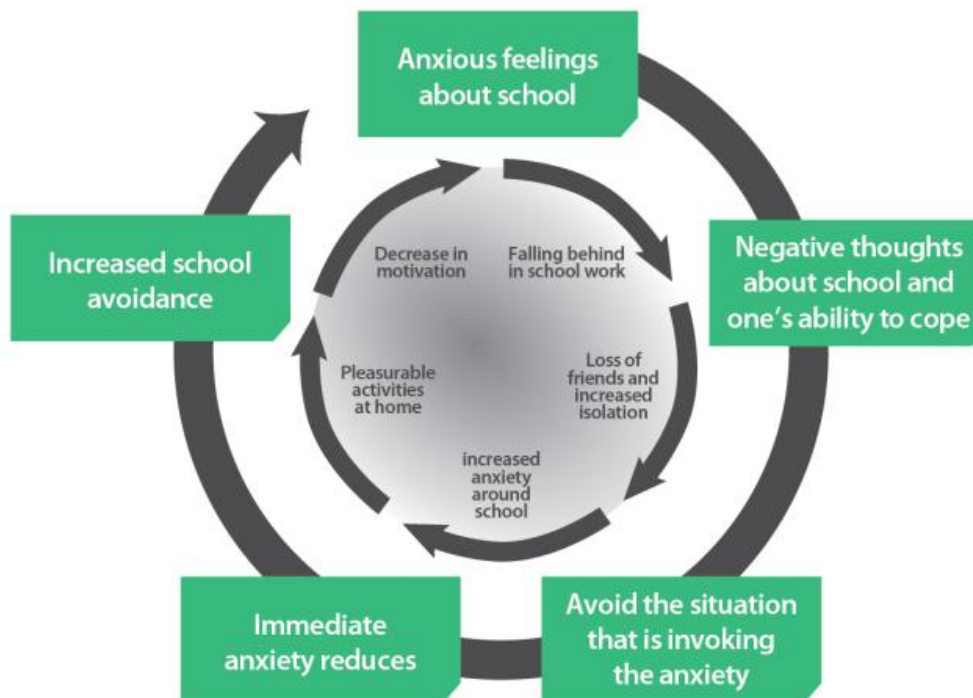 Anxious feelings
about school
Negative thoughts
about school and
one's ability to cope
Avoid the situation
that is invoking
the anxiety
Immediate
anxiety reduces
Increased school
avoidance
Decrease in
motivation
Falling behind
in school work
Loss of
friends and
increased
isolation
increased
anxiety
around
school
Pleasurable
activities
at home